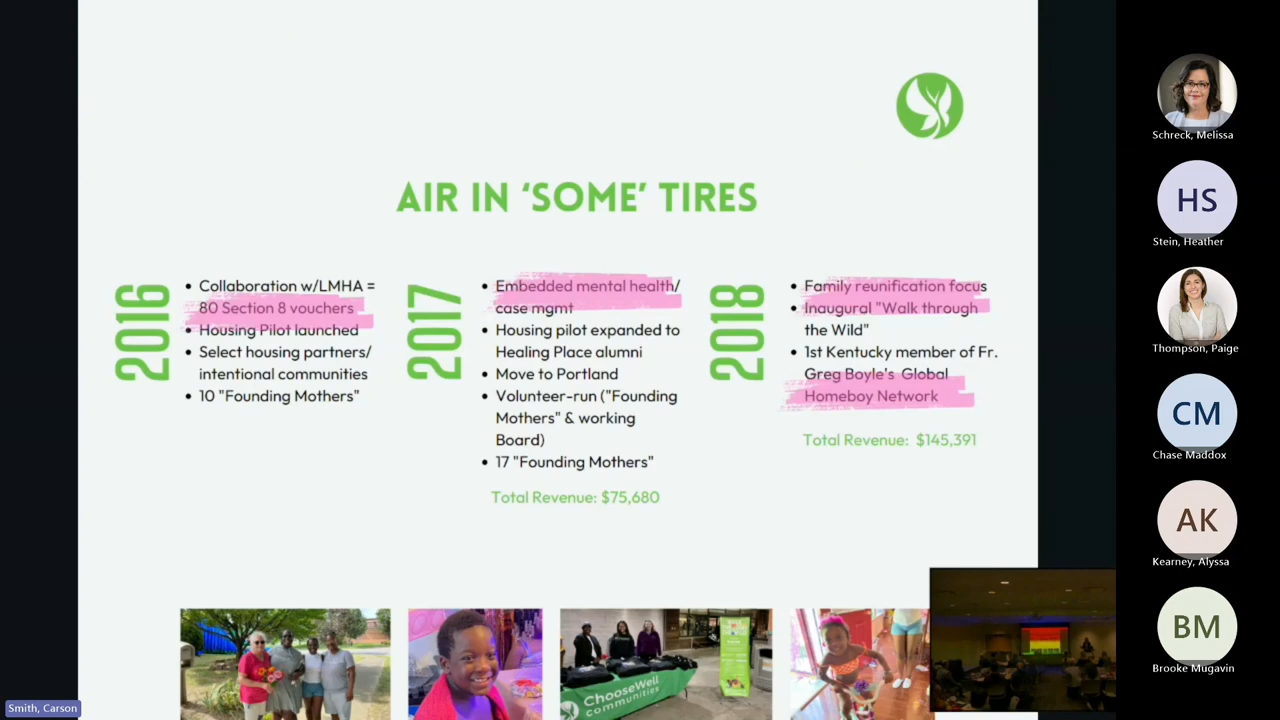 AIR IN ‘SOME’ TIRES
2016
• Collaboration w/LMHA =
80 Section 8 vouchers
• Housing Pilot launched
• Select housing partners/
intentional communities
• 10 "Founding Mothers"
2017
• Embedded mental health/
case mgmt
• Housing pilot expanded to
Healing Place alumni
• Move to Portland
• Volunteer-run ("Founding
Mothers" & working
Board)
• 17 "Founding Mothers"
Total Revenue: $75,680
2018
• Family reunification focus
• Inaugural "Walk through
the Wild"
• 1st Kentucky member of Fr.
Greg Boyle's Global
Homeboy Network
Total Revenue: $145,391
ChooseWell
communities
Schreck, Melissa
HS
Stein, Heather
Thompson, Paige
CM
Chase Maddox
AK
Kearney, Alyssa
BM
Brooke Mugavin
Smith, Carson